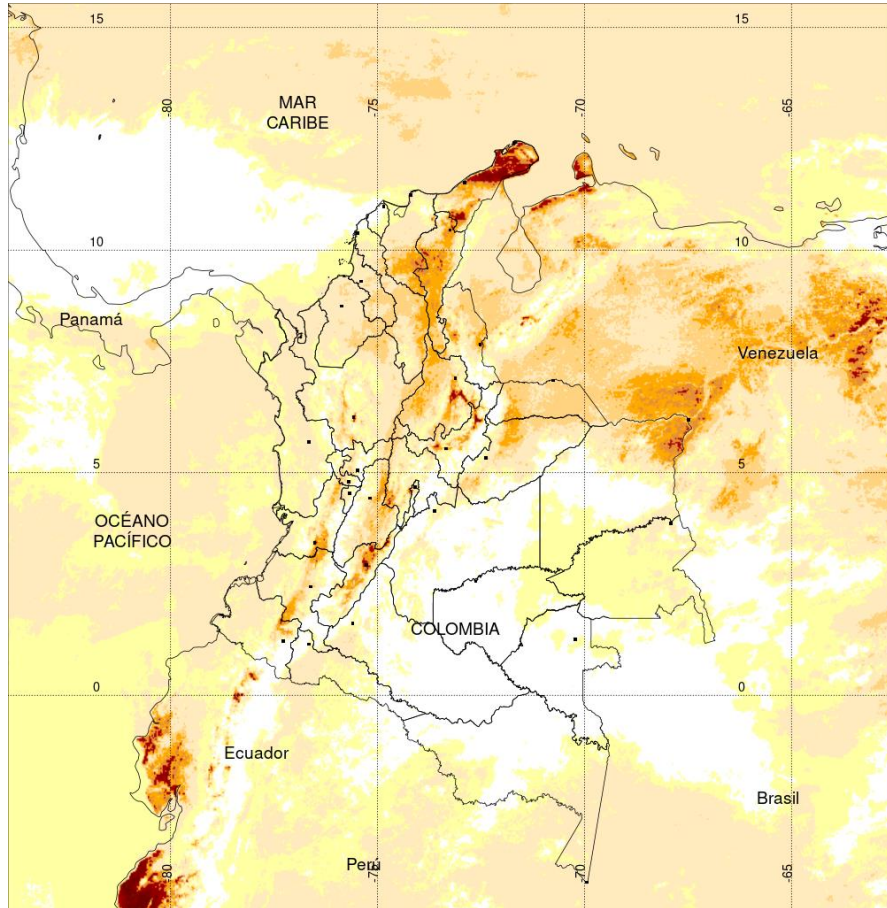 15 15
-80 -75 -70 -65
MAR
CARIBE
10 10
Panamá
Venezuela
5 5
OCÉANO
PACÍFICO
COLOMBIA
0 0
Ecuador
Brasil
Perú
-80 -75 -70 -65